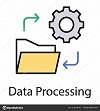 Data Processing